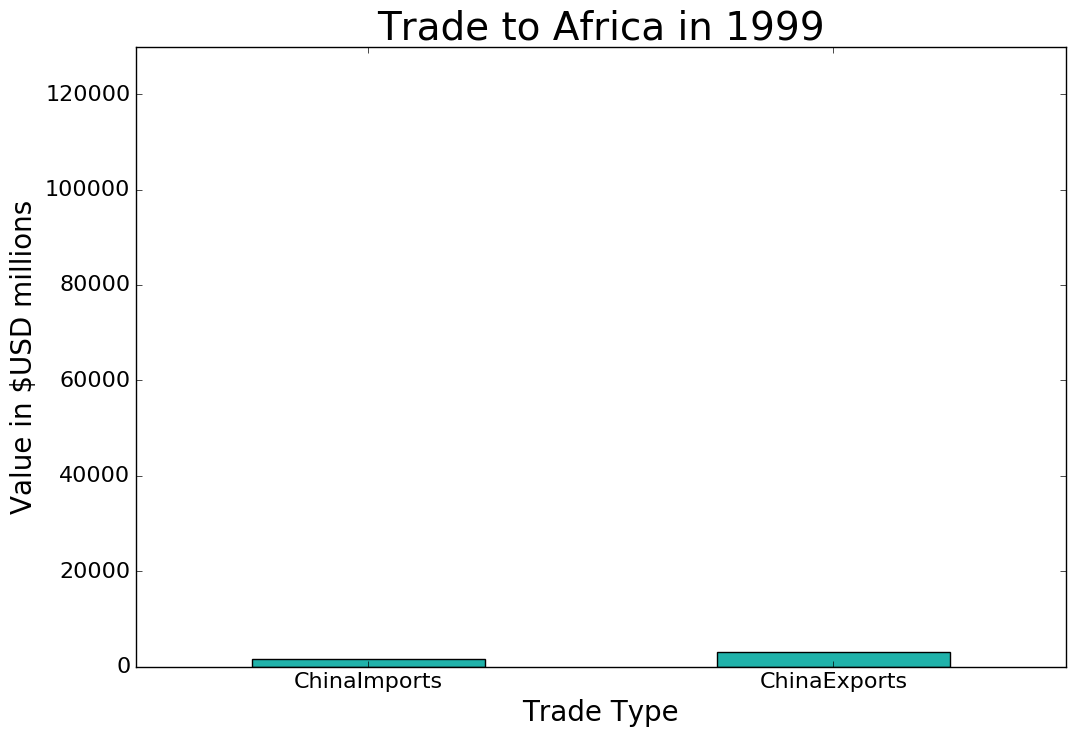 Trade to Africa in 1999
Value in $USD millions
120000
100000
80000
60000
40000
20000
0
ChinaImports
ChinaExports
Trade Type